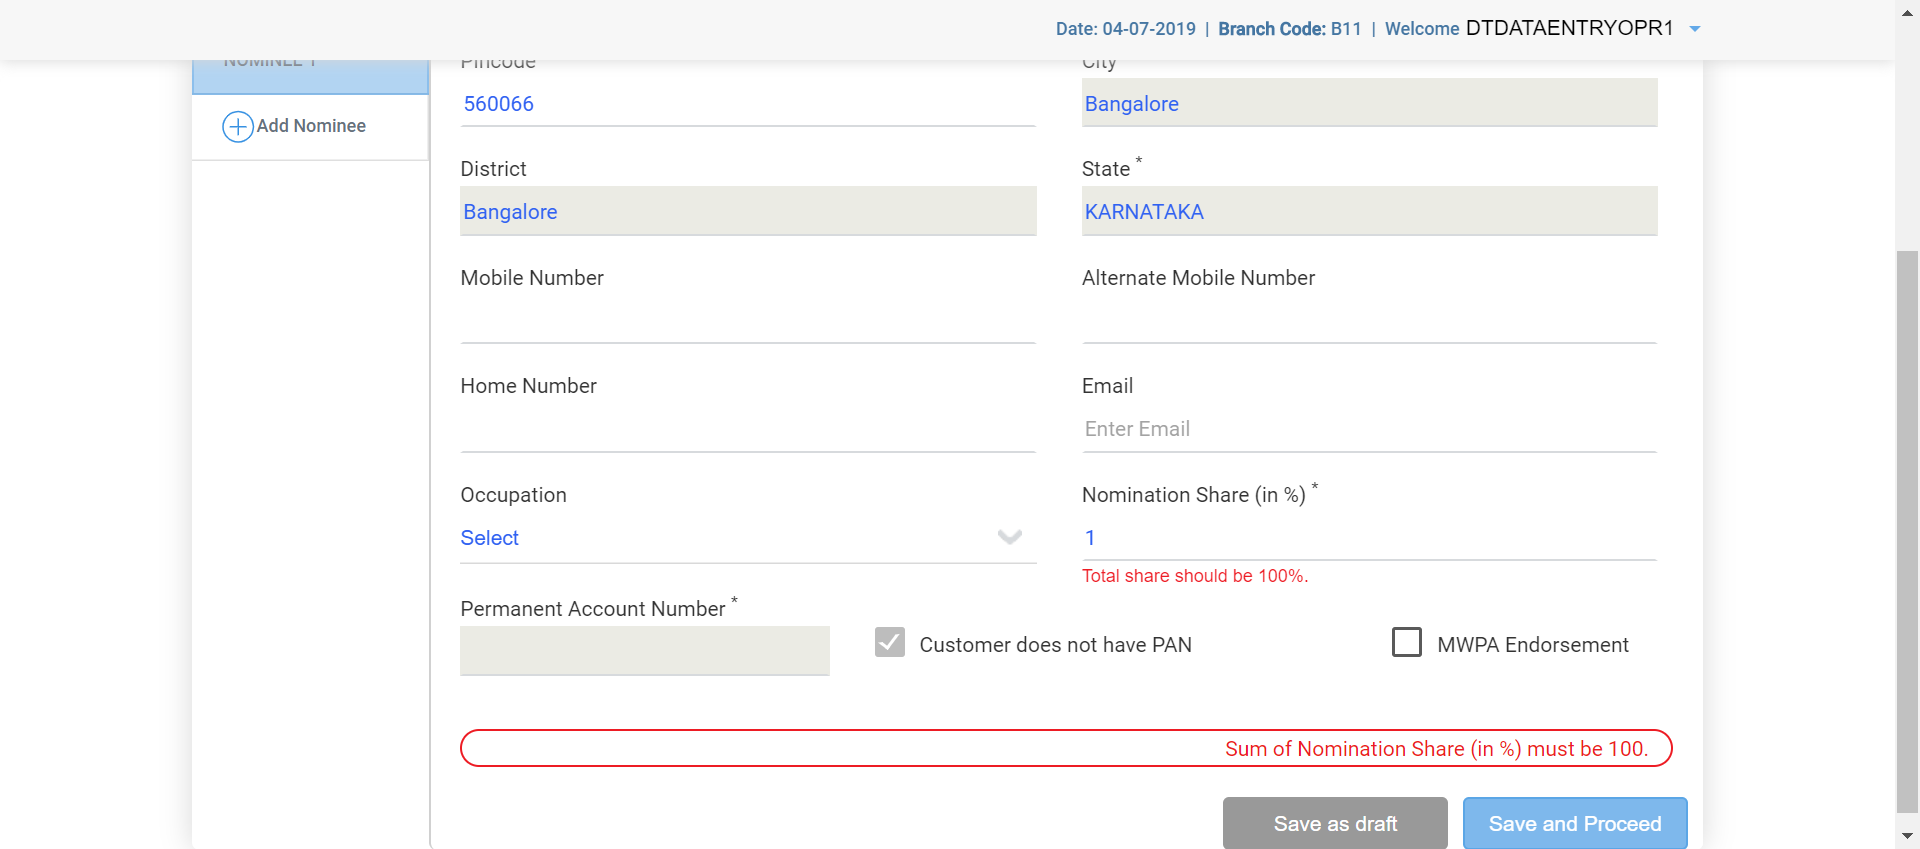 Date: 04-07-2019 | Branch Code: B11 | Welcome DTDATAENTRYOPR1
NOMINEE 1
Add Nominee
Pincode
560066
City
Bangalore
District
Bangalore
State *
KARNATAKA
Mobile Number
Alternate Mobile Number
Home Number
Email
Enter Email
Occupation
Select
Nomination Share (in %) *
1
Total share should be 100%.
Permanent Account Number *
Customer does not have PAN
MWPA Endorsement
Sum of Nomination Share (in %) must be 100.
Save as draft
Save and Proceed